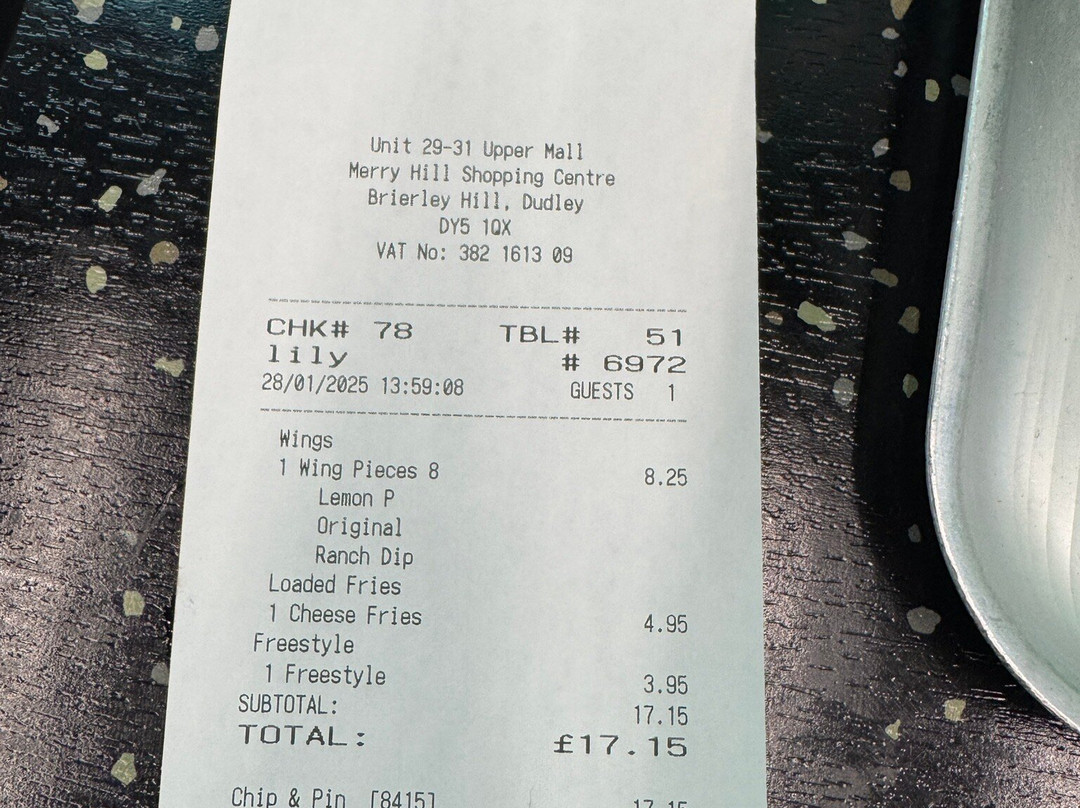 Unit 29-31 Upper Mall
Merry Hill Shopping Centre
Brierley Hill, Dudley
DY5 1QX
VAT No: 382 1613 09
CHK# 78 TBL# 51
lily # 6972
28/01/2025 13:59:08 GUESTS 1
Wings
1 Wing Pieces 8 8.25
Lemon P
Original
Ranch Dip
Loaded Fries
1 Cheese Fries 4.95
Freestyle
1 Freestyle 3.95
SUBTOTAL: 17.15
TOTAL: £17.15
Chip & Pin [8415] 17.15